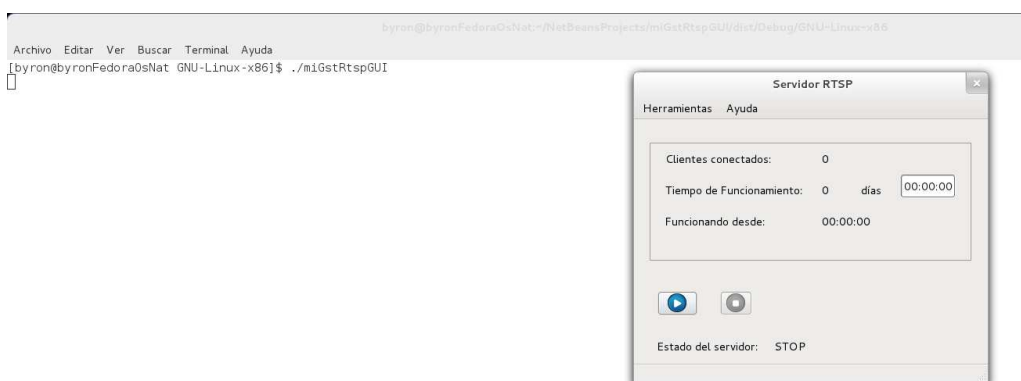 byron@byronFedoraOsNat:~/NetBeansProjects/miGstRtspGUI/dist/Debug/GNU-Linux-x86
Archivo Editar Ver Buscar Terminal Ayuda
[byron@byronFedoraOsNat GNU-Linux-x86]$ ./miGstRtspGUI
Servidor RTSP
Herramientas Ayuda
Clientes conectados: 0
Tiempo de Funcionamiento: 0 días 00:00:00
Funcionando desde: 00:00:00
Estado del servidor: STOP